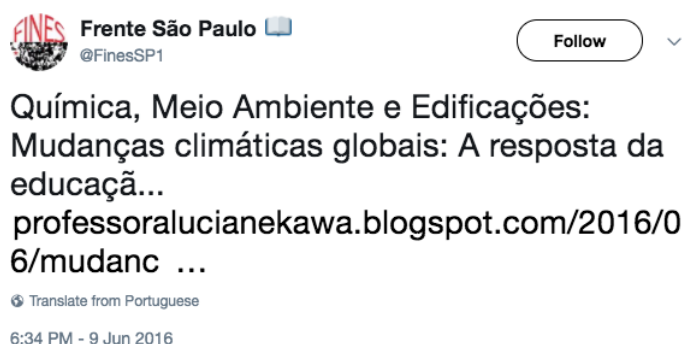 FINES
Frente São Paulo 📖
@FinesSP1
Follow
Química, Meio Ambiente e Edificações:
Mudanças climáticas globais: A resposta da
educaçã...
professoralucianekawa.blogspot.com/2016/0
6/mudanc …
Translate from Portuguese
6:34 PM - 9 Jun 2016